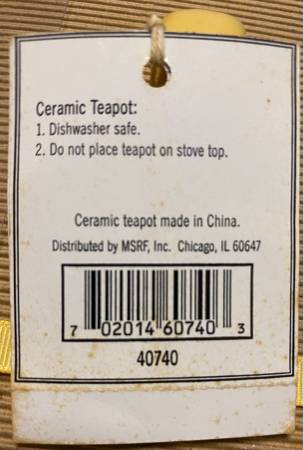 Ceramic Teapot:
1. Dishwasher safe.
2. Do not place teapot on stove top.
Ceramic teapot made in China.
Distributed by MSRF, Inc. Chicago, IL 60647
7 02014 60740 3
40740